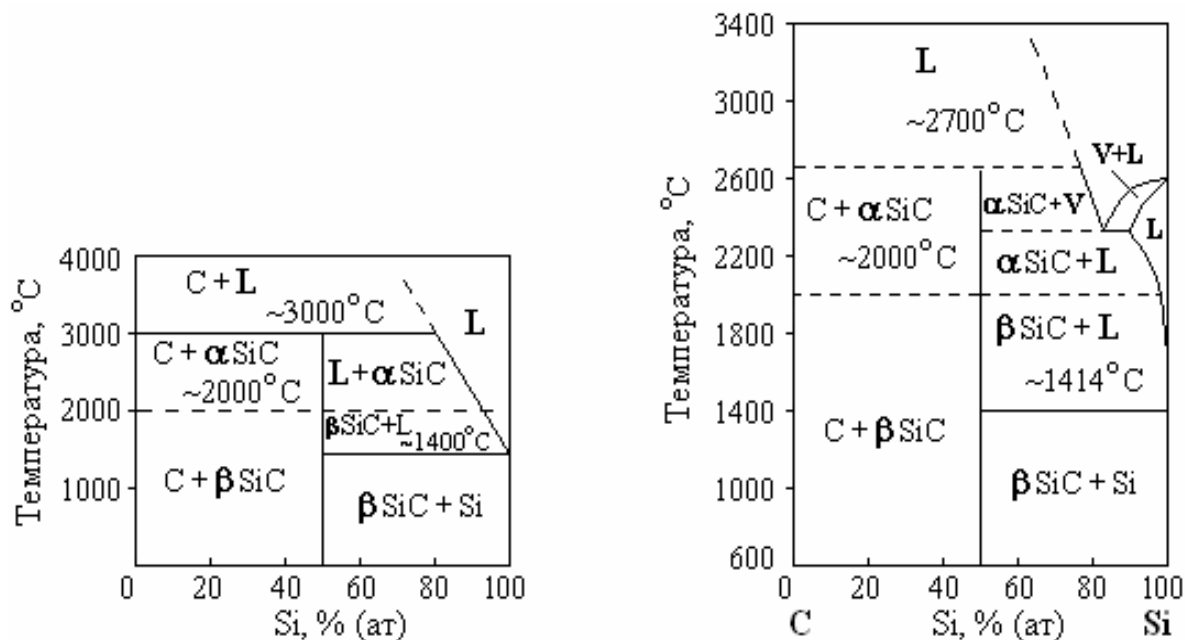 Температура, °C
4000
3000
2000
1000
C + L
~3000°C
L
C + αSiC
~2000°C
L + αSiC
βSiC+L
~1400°C
C + βSiC
βSiC + Si
0 20 40 60 80 100
Si, % (ат)
Температура, °C
3400
3000
2600
2200
1800
1400
1000
600
L
~2700°C
V+L
C + αSiC
αSiC+V
L
~2000°C
αSiC + L
βSiC + L
~1414°C
C + βSiC
βSiC + Si
0 20 40 60 80 100
C Si, % (ат) Si